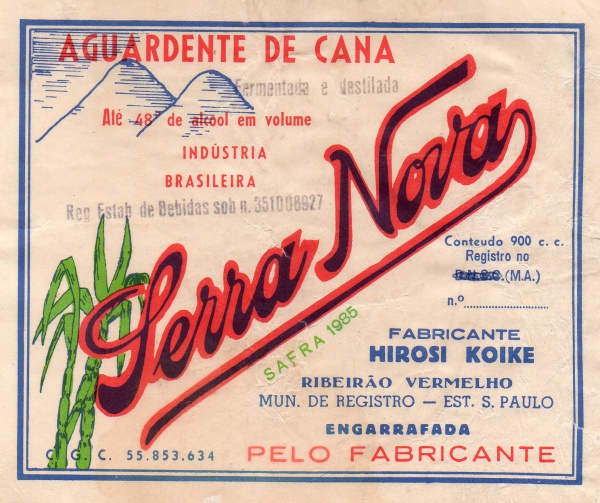 AGUARDENTE DE CANA
Fermentada e destilada
Até 48º de alcool em volume
INDÚSTRIA
BRASILEIRA
Reg Estab de Bebidas sob n. 351008927
Serra Nova
SAFRA 1985
Conteudo 900 c. c.
Registro no
(M.A.)
n.º
FABRICANTE
HIROSI KOIKE
RIBEIRÃO VERMELHO
MUN. DE REGISTRO — EST. S. PAULO
ENGARRAFADA
C. G. C. 55.853.634
PELO FABRICANTE